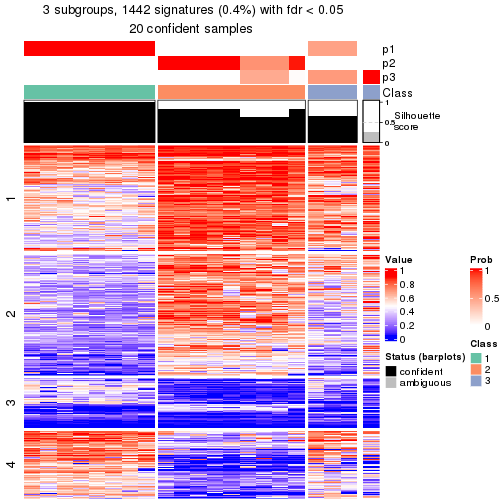 3 subgroups, 1442 signatures (0.4%) with fdr < 0.05
20 confident samples
p1
p2
p3
Class
1
0.5
0
Silhouette
score
1
2
3
4
Value
1
0.8
0.6
0.4
0.2
0
Prob
1
0.5
0
Status (barplots)
confident
ambiguous
Class
1
2
3